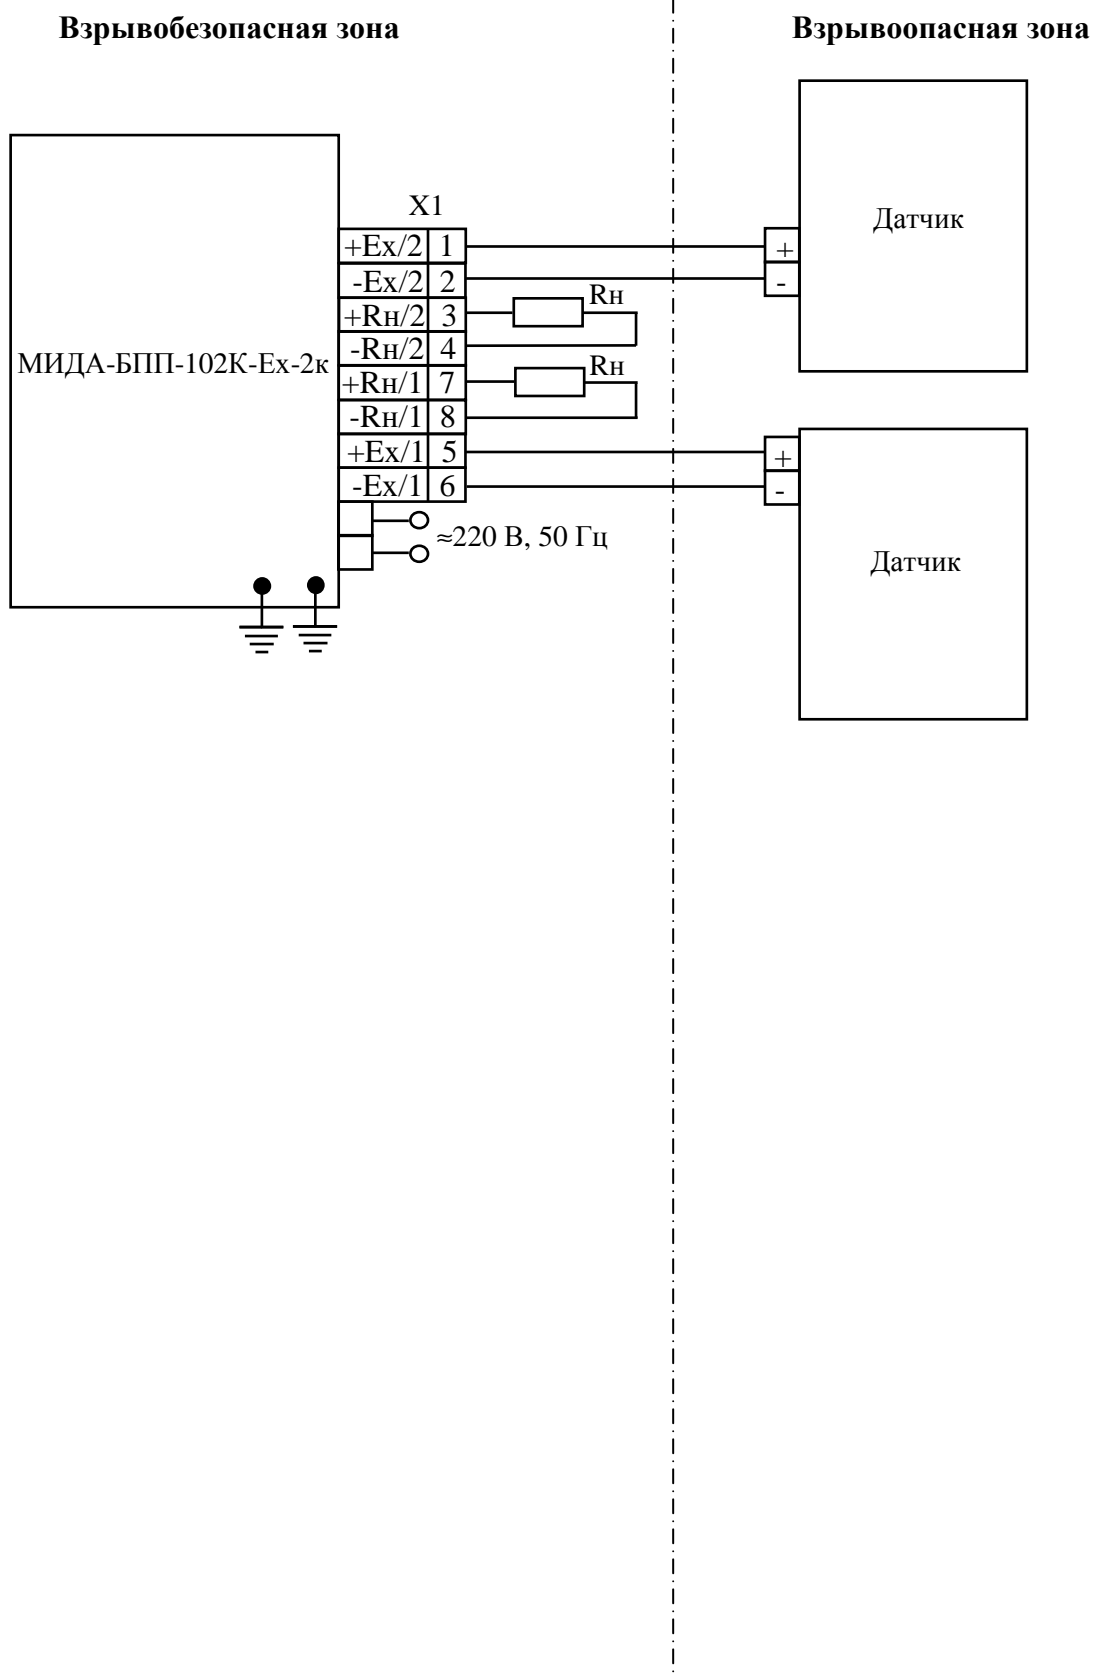 Взрывобезопасная зона
Взрывоопасная зона
X1
+Ex/2 1
-Ex/2 2
+Rн/2 3
-Rн/2 4
+Rн/1 7
-Rн/1 8
+Ex/1 5
-Ex/1 6
Rн
Rн
МИДА-БПП-102К-Ех-2к
≈220 В, 50 Гц
Датчик
+
-
Датчик
+
-